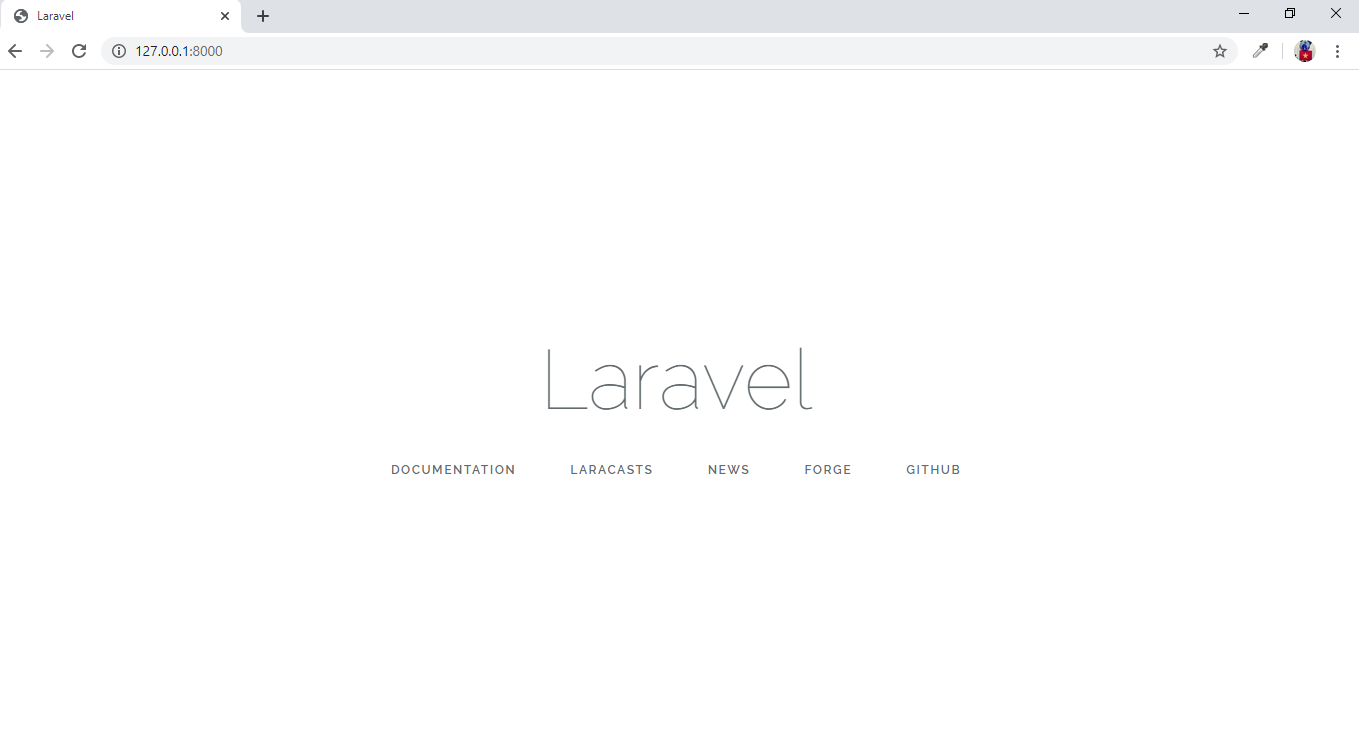 Laravel
127.0.0.1:8000
Laravel
DOCUMENTATION LARACASTS NEWS FORGE GITHUB